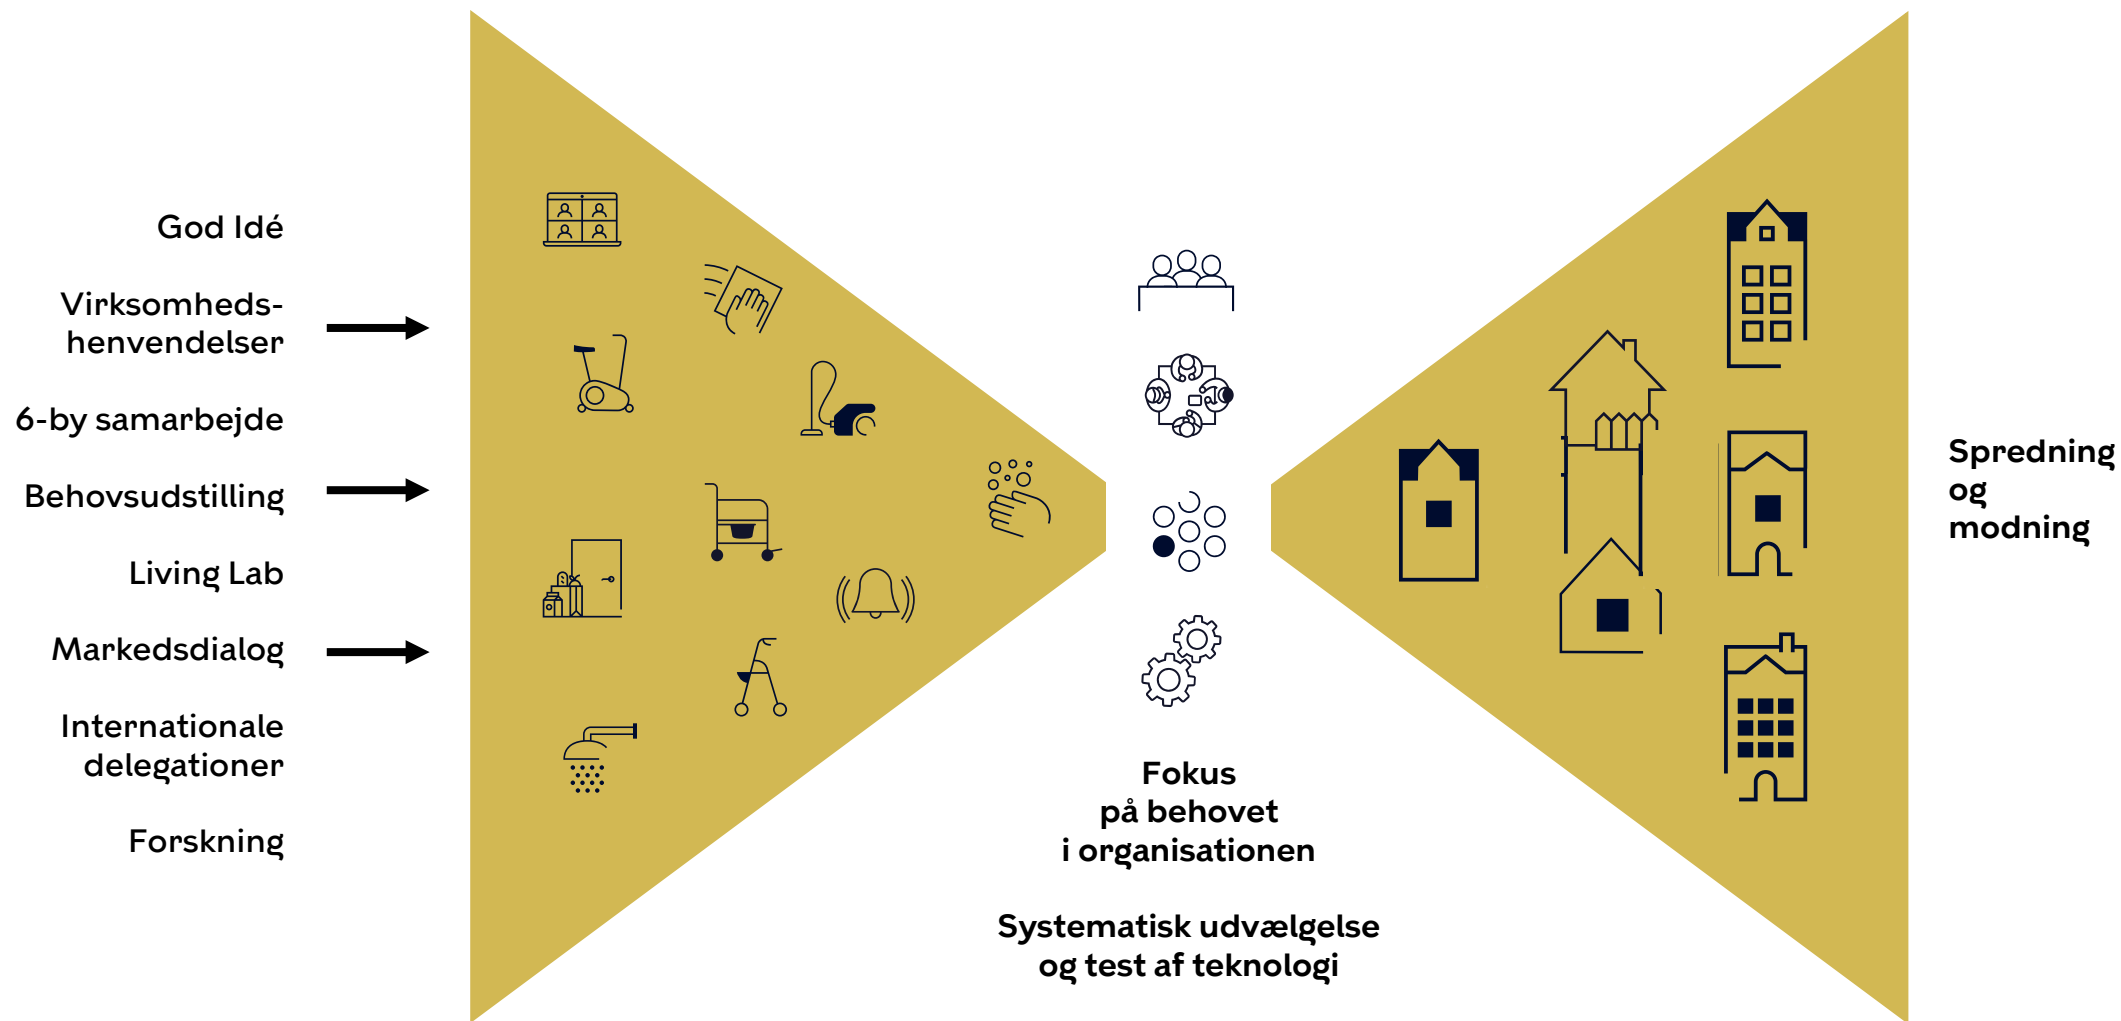 God Idé
Virksomheds-
henvendelser
6-by samarbejde
Behovsudstilling
Living Lab
Markedsdialog
Internationale
delegationer
Forskning
Fokus
på behovet
i organisationen
Systematisk udvælgelse
og test af teknologi
Spredning
og
modning